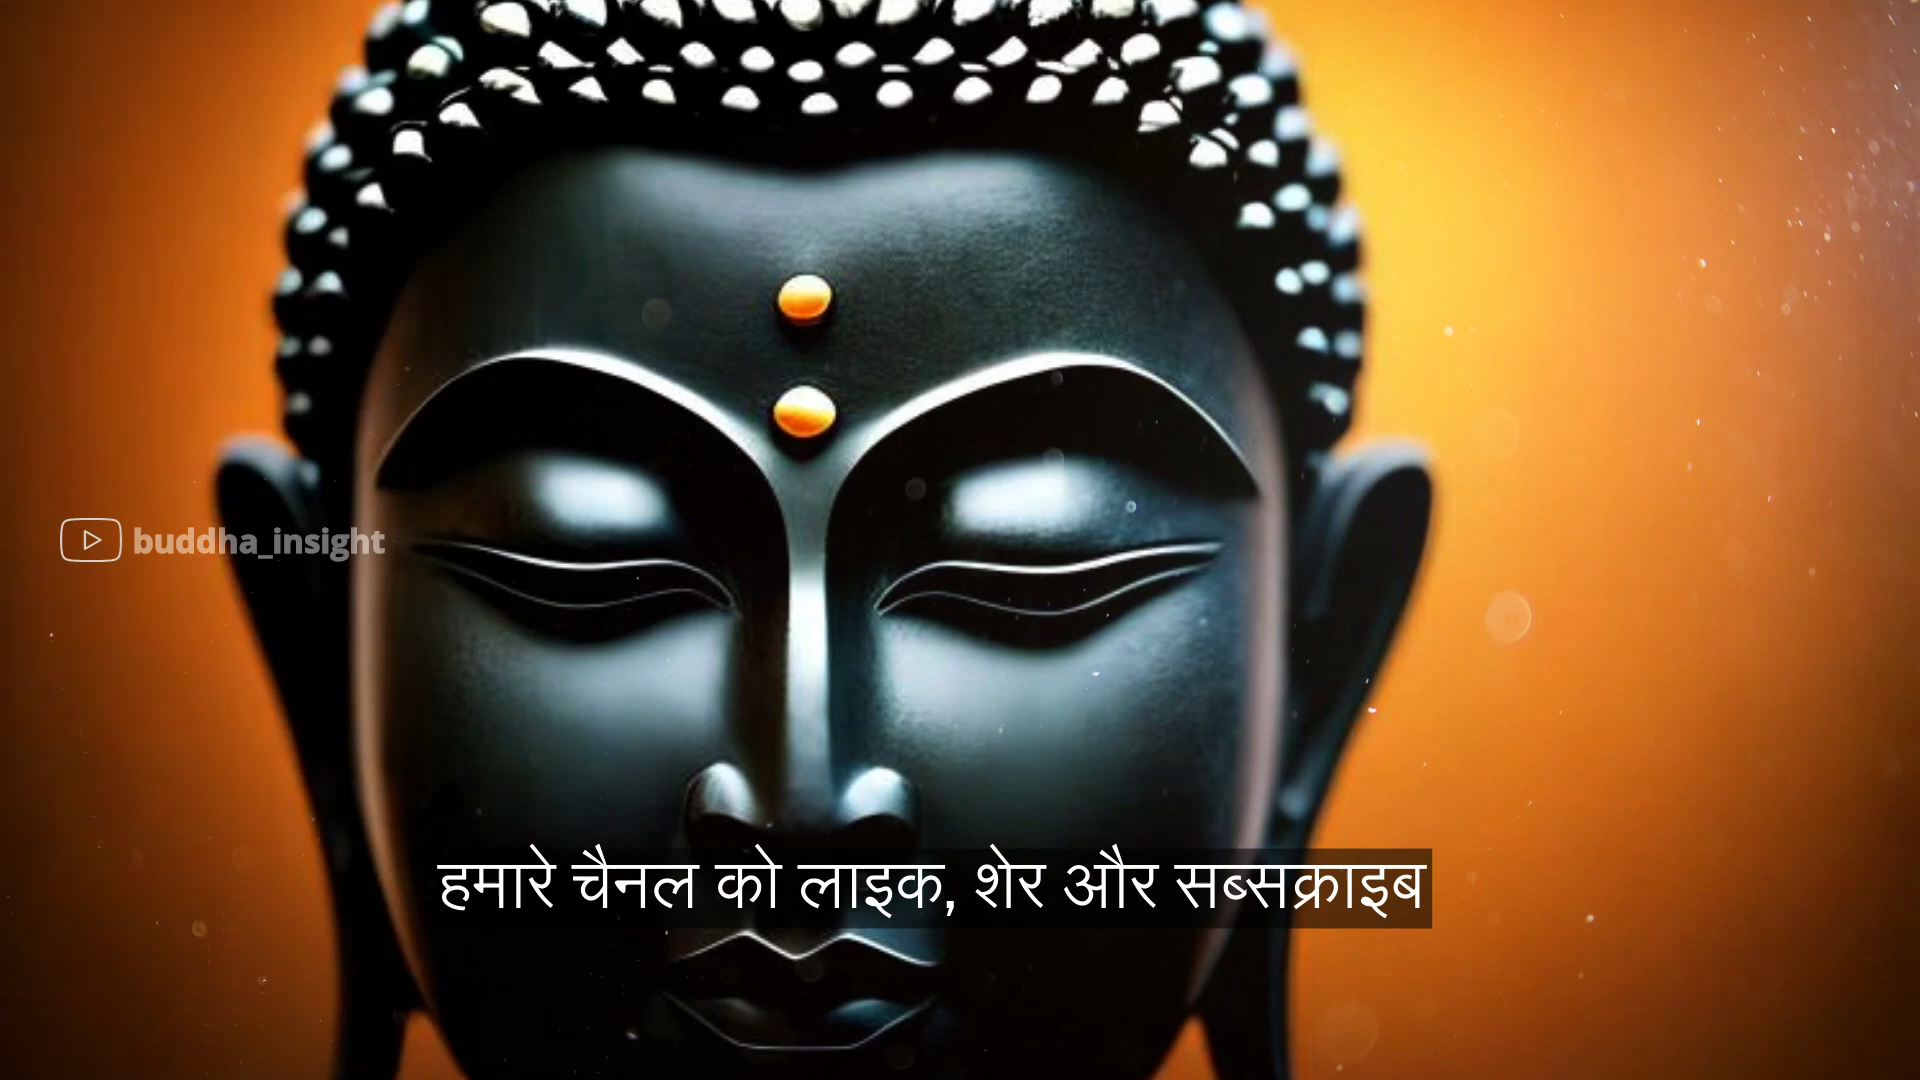 buddha_insight
हमारे चैनल को लाइक, शेर और सब्सक्राइब